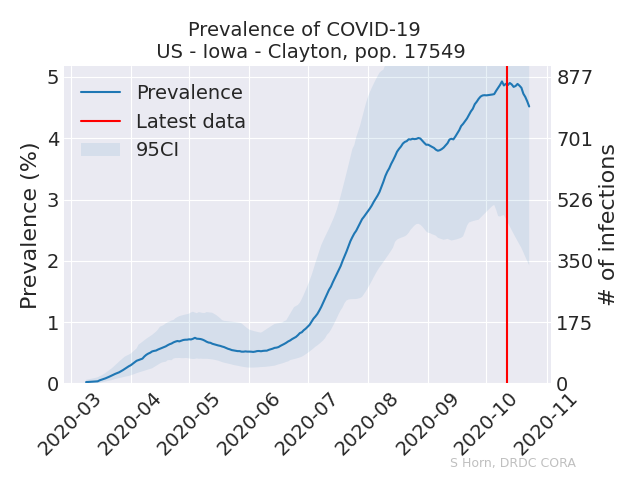 Prevalence of COVID-19
US - Iowa - Clayton, pop. 17549
Prevalence
Latest data
95CI
Prevalence (%)
5
4
3
2
1
0
877
701
526
350
175
0
# of infections
2020-03
2020-04
2020-05
2020-06
2020-07
2020-08
2020-09
2020-10
2020-11
S Horn, DRDC CORA